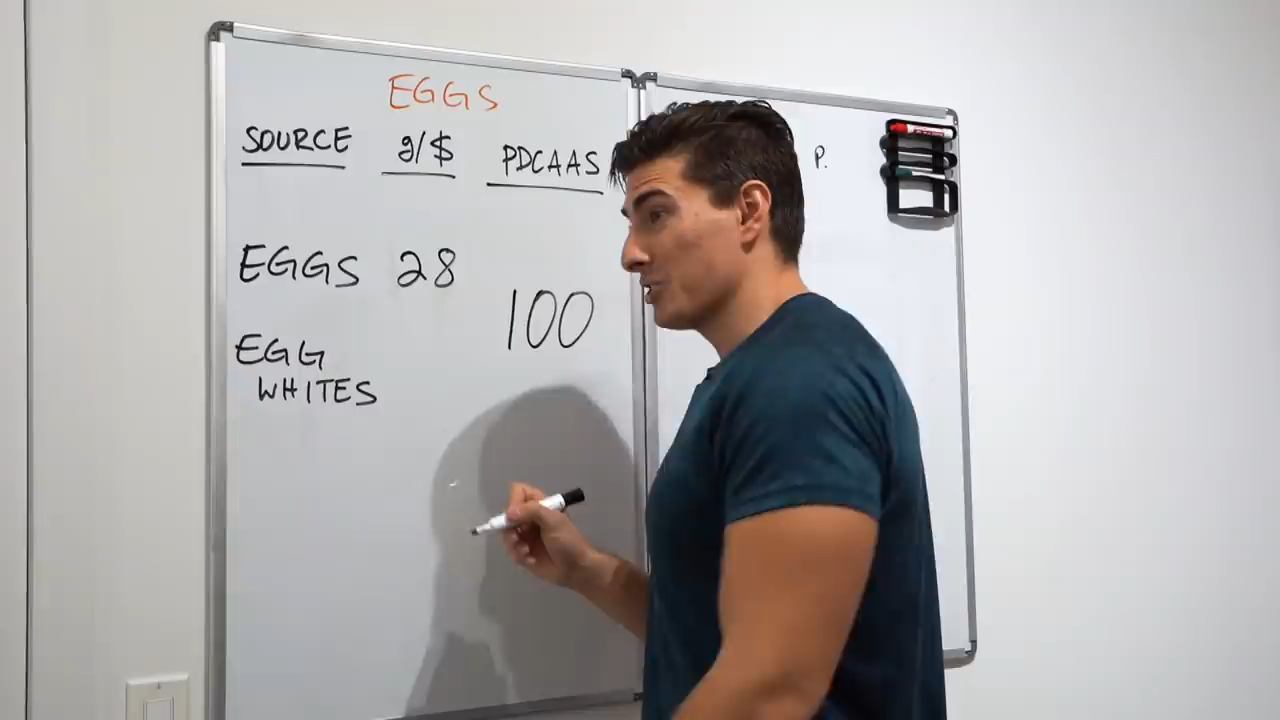 EGGS
SOURCE g/$ PDCAAS P.
EGGS 28
100
EGG
WHITES